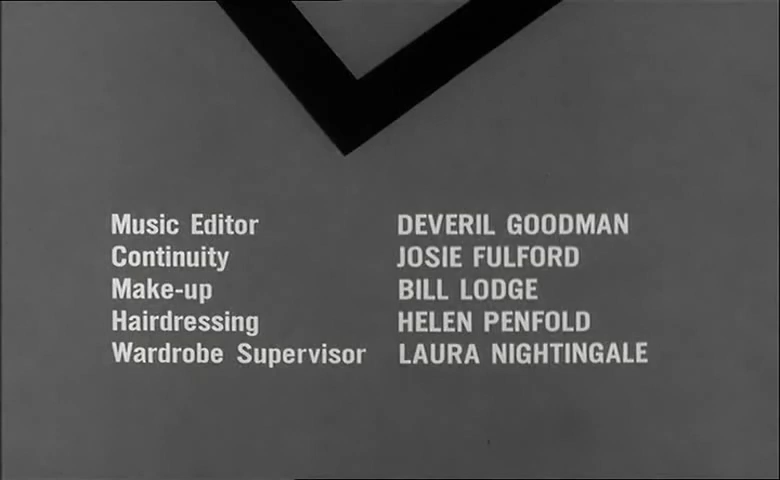 Music Editor DEVERIL GOODMAN
Continuity JOSIE FULFORD
Make-up BILL LODGE
Hairdressing HELEN PENFOLD
Wardrobe Supervisor LAURA NIGHTINGALE